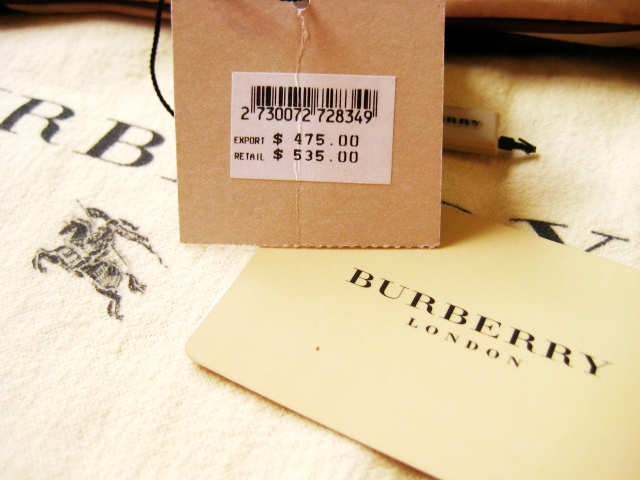 2 730072 728349
EXPORT $ 475.00
RETAIL $ 535.00
BURBERRY
LONDON